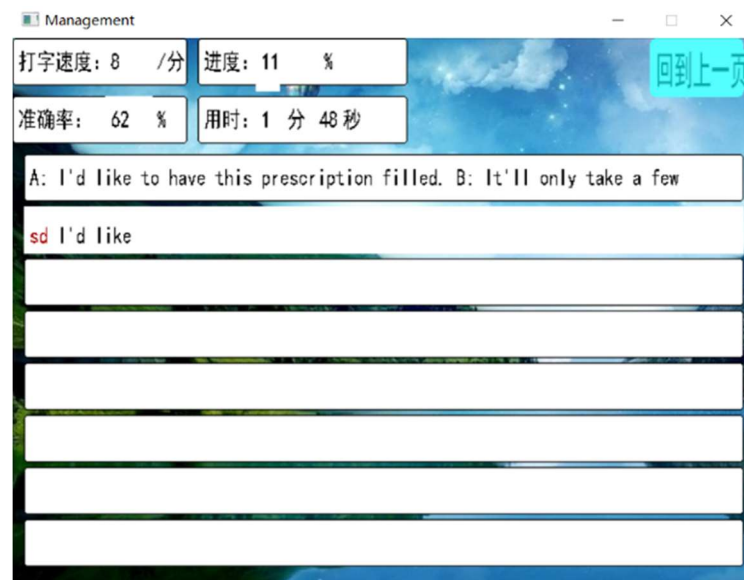 Management
打字速度：8 /分 进度：11 % 回到上一页
准确率： 62 % 用时：1 分 48 秒
A: I'd like to have this prescription filled. B: It'll only take a few
sd I'd like